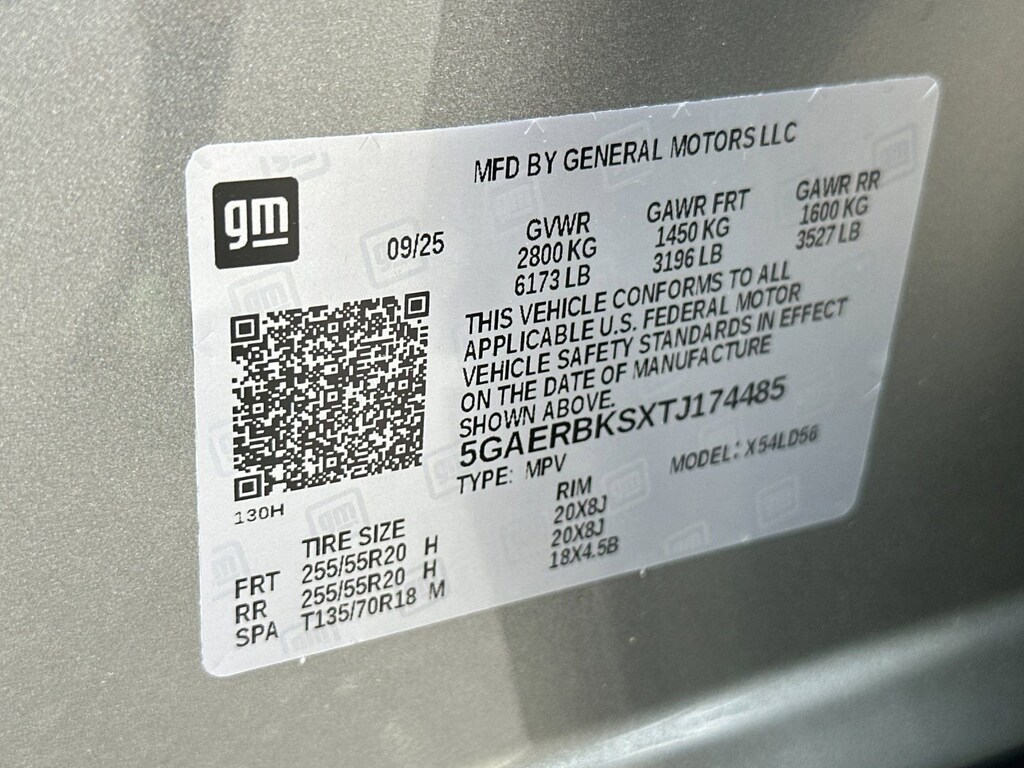 MFD BY GENERAL MOTORS LLC
gm
09/25
GVWR GAWR FRT GAWR RR
2800 KG 1450 KG 1600 KG
6173 LB 3196 LB 3527 LB
THIS VEHICLE CONFORMS TO ALL
APPLICABLE U.S. FEDERAL MOTOR
VEHICLE SAFETY STANDARDS IN EFFECT
ON THE DATE OF MANUFACTURE
SHOWN ABOVE.
5GAERBKSXTJ174485
TYPE: MPV MODEL: X54LD56
130H
TIRE SIZE RIM
FRT 255/55R20 H 20X8J
RR 255/55R20 H 20X8J
SPA T135/70R18 M 18X4.5B